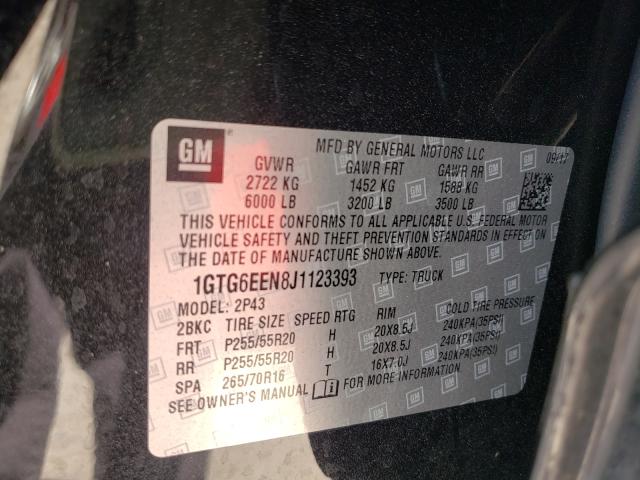 GM ®
MFD BY GENERAL MOTORS LLC 09/17
GVWR GAWR FRT GAWR RR
2722 KG 1452 KG 1588 KG
6000 LB 3200 LB 3500 LB
THIS VEHICLE CONFORMS TO ALL APPLICABLE U.S. FEDERAL MOTOR
VEHICLE SAFETY AND THEFT PREVENTION STANDARDS IN EFFECT ON
THE DATE OF MANUFACTURE SHOWN ABOVE.
1GTG6EEN8J1123393 TYPE: TRUCK
MODEL: 2P43
2BKC TIRE SIZE SPEED RTG RIM COLD TIRE PRESSURE
FRT P255/55R20 H 20X8.5J 240KPA(35PSI)
RR P255/55R20 H 20X8.5J 240KPA(35PSI)
SPA 265/70R16 T 16X7.0J 240KPA(35PSI)
SEE OWNER'S MANUAL FOR MORE INFORMATION.